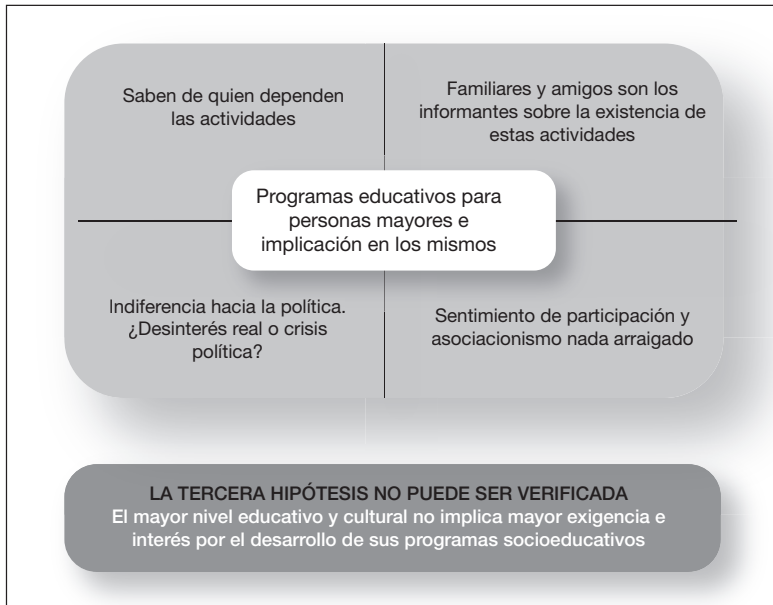 Saben de quien dependen
las actividades
Familiares y amigos son los
informantes sobre la existencia de
estas actividades
Programas educativos para
personas mayores e
implicación en los mismos
Indiferencia hacia la política.
¿Desinterés real o crisis
política?
Sentimiento de participación y
asociacionismo nada arraigado
LA TERCERA HIPÓTESIS NO PUEDE SER VERIFICADA
El mayor nivel educativo y cultural no implica mayor exigencia e
interés por el desarrollo de sus programas socioeducativos